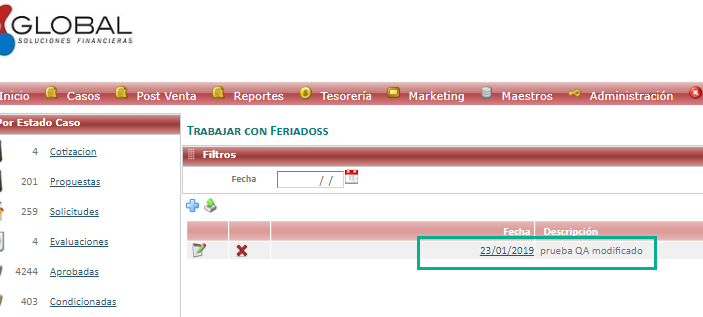 GLOBAL
SOLUCIONES FINANCIERAS
Inicio Casos Post Venta Reportes Tesorería Marketing Maestros Administración
Por Estado Caso
4 Cotizacion
201 Propuestas
259 Solicitudes
4 Evaluaciones
4244 Aprobadas
403 Condicionadas
TRABAJAR CON FERIADOSS
Filtros
Fecha / /
Fecha Descripción
23/01/2019 prueba QA modificado